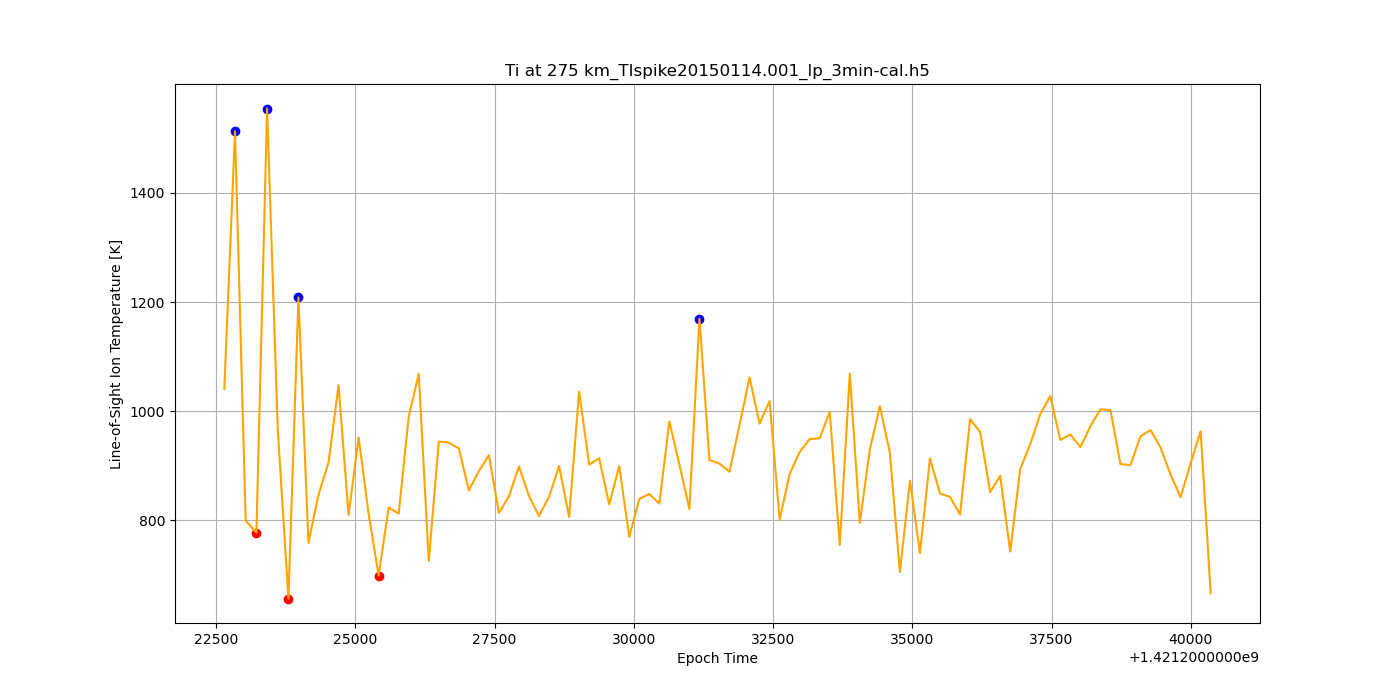 Ti at 275 km_TIspike20150114.001_lp_3min-cal.h5
Line-of-Sight Ion Temperature [K]
1400
1200
1000
800
22500 25000 27500 30000 32500 35000 37500 40000
Epoch Time
+1.4212000000e9